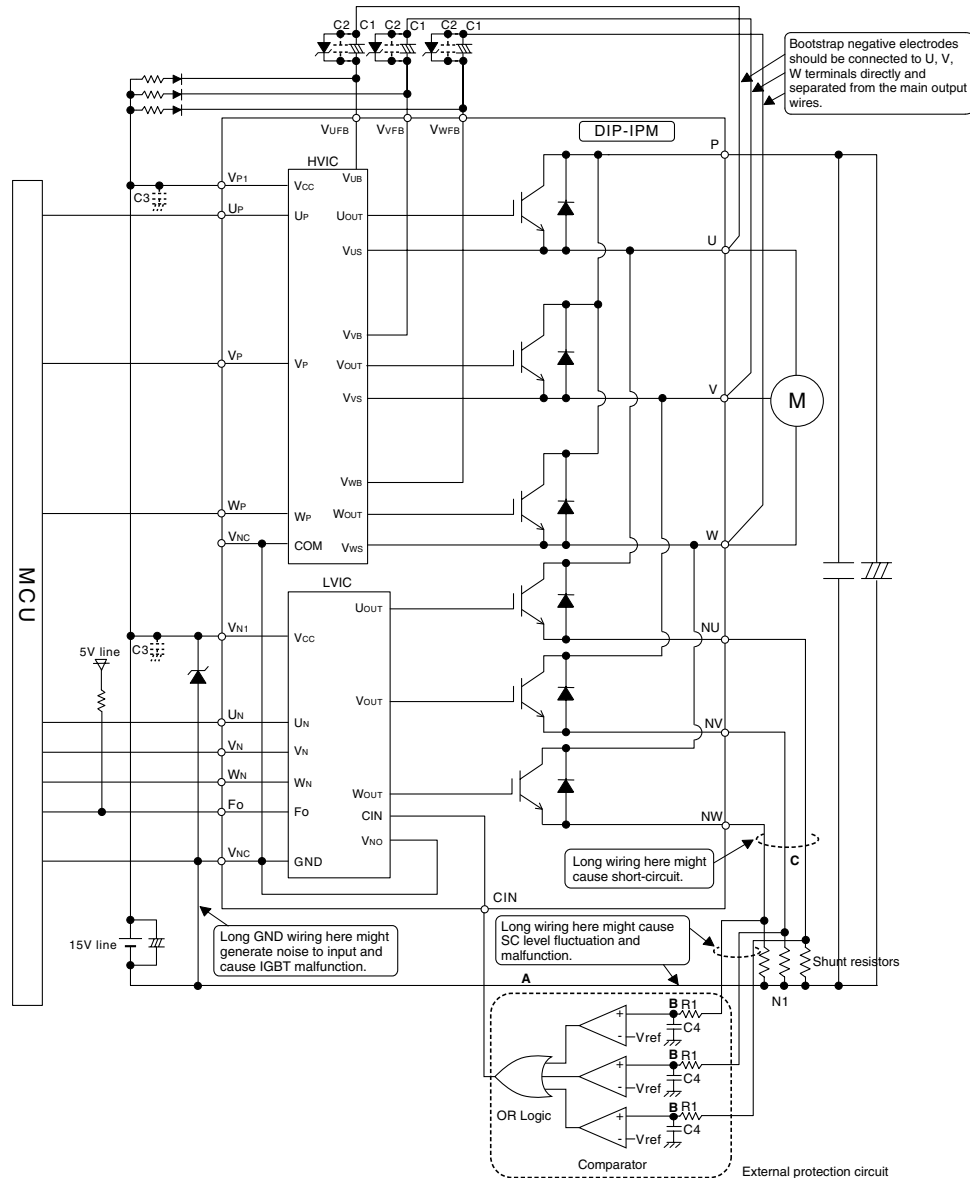 C2 C1 C2 C1 C2 C1
Bootstrap negative electrodes
should be connected to U, V,
W terminals directly and
separated from the main output
wires.
VUFB VVFB VWFB
DIP-IPM
P
HVIC
VP1
VCC
VUB
C3
UP
UP
UOUT
U
VUS
VVB
VP
VP
VOUT
V
VVS
M
VWB
WP
WP
WOUT
W
VNC
COM
VWS
LVIC
MCU
UOUT
VN1
VCC
NU
5V line
C3
VOUT
UN
UN
NV
VN
VN
WN
WN
WOUT
FO
FO
CIN
NW
VNO
VNC
GND
C
Long wiring here might
cause short-circuit.
CIN
15V line
Long GND wiring here might
generate noise to input and
cause IGBT malfunction.
Long wiring here might cause
SC level fluctuation and
malfunction.
Shunt resistors
A
N1
B R1
+
C4
-
Vref
B R1
+
C4
-
Vref
B R1
+
C4
-
Vref
OR Logic
Comparator
External protection circuit